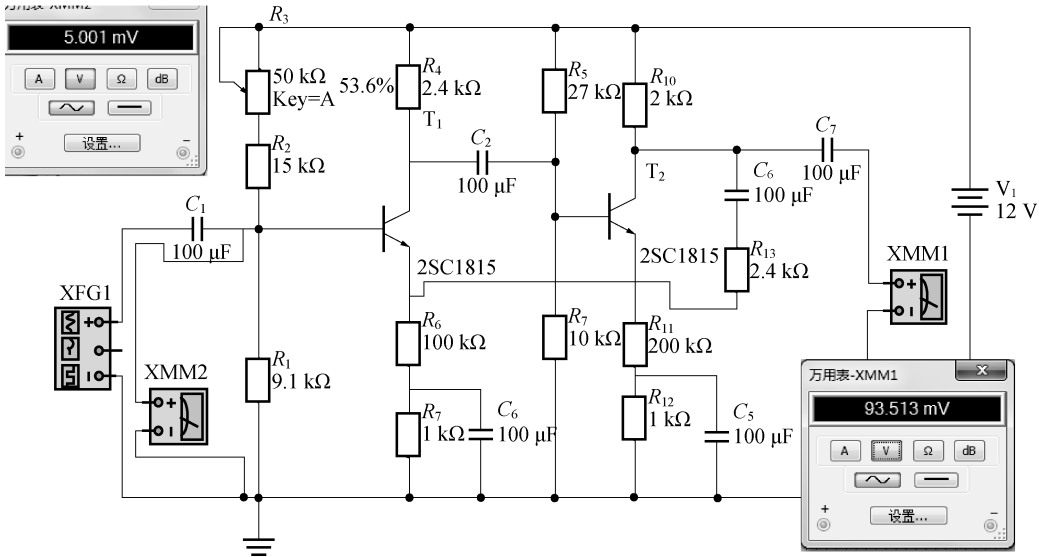 万用表-XMM2
5.001 mV
A V Ω dB
设置...
+ −
R3
50 kΩ
Key=A
53.6%
R4
2.4 kΩ
T1
R5
27 kΩ
R10
2 kΩ
R2
15 kΩ
C2
100 μF
T2
C7
100 μF
C6
100 μF
V1
12 V
C1
100 μF
2SC1815
2SC1815
R13
2.4 kΩ
XMM1
+
−
XFG1
+
−
R6
100 kΩ
R7
10 kΩ
R11
200 kΩ
R1
9.1 kΩ
XMM2
+
−
R7
1 kΩ
C6
100 μF
R12
1 kΩ
C5
100 μF
万用表-XMM1 X
93.513 mV
A V Ω dB
设置...
+ −